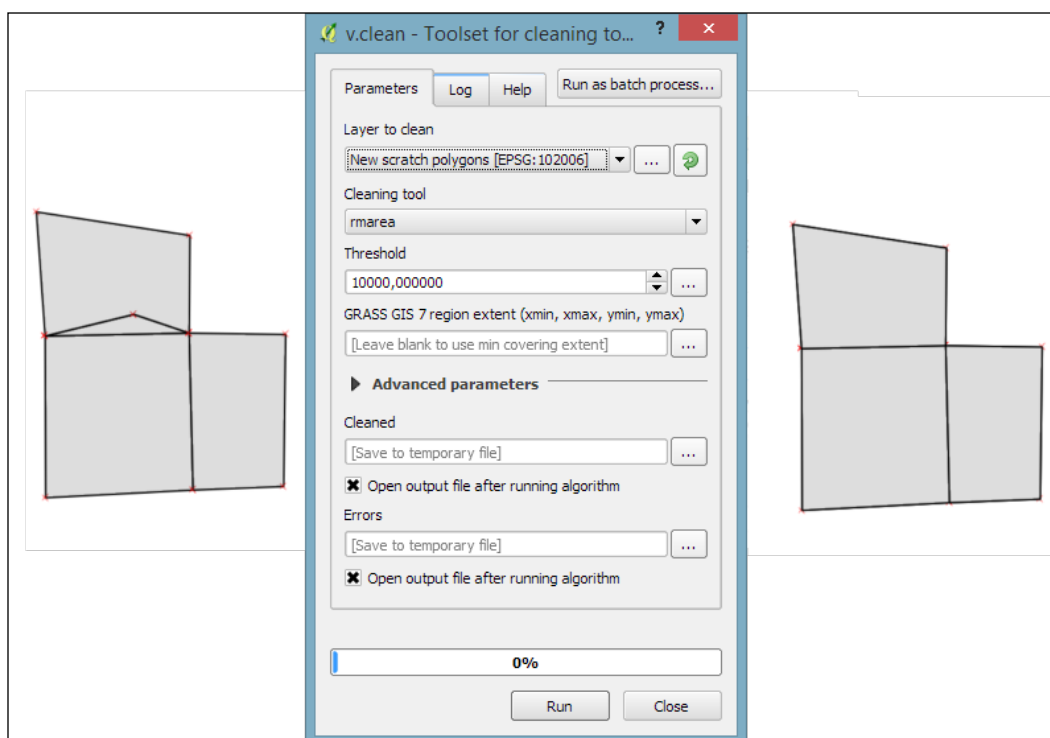 v.clean - Toolset for cleaning to... ?
Parameters Log Help Run as batch process...
Layer to clean
New scratch polygons [EPSG:102006] ...
Cleaning tool
rmarea
Threshold
10000,000000 ...
GRASS GIS 7 region extent (xmin, xmax, ymin, ymax)
[Leave blank to use min covering extent] ...
Advanced parameters
Cleaned
[Save to temporary file] ...
Open output file after running algorithm
Errors
[Save to temporary file] ...
Open output file after running algorithm
0%
Run Close